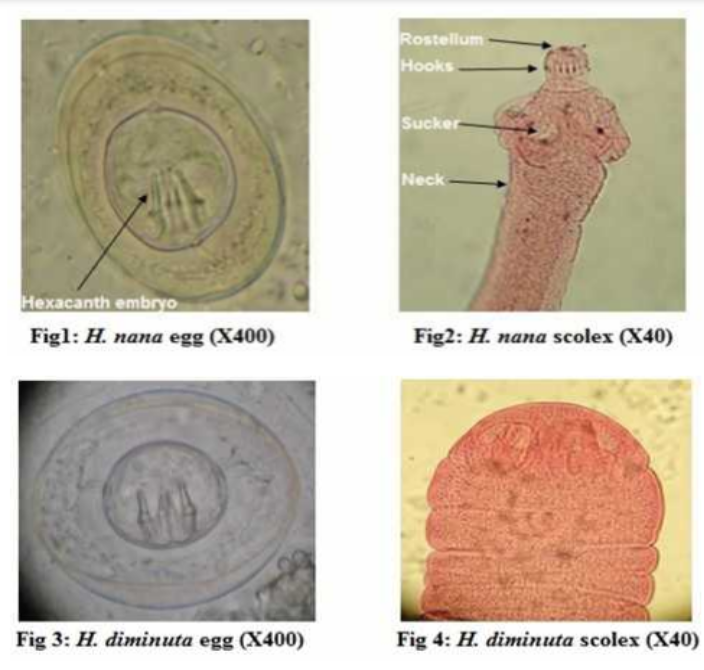 Hexacanth embryo
Fig1: H. nana egg (X400)
Rostellum
Hooks
Sucker
Neck
Fig2: H. nana scolex (X40)
Fig 3: H. diminuta egg (X400)
Fig 4: H. diminuta scolex (X40)